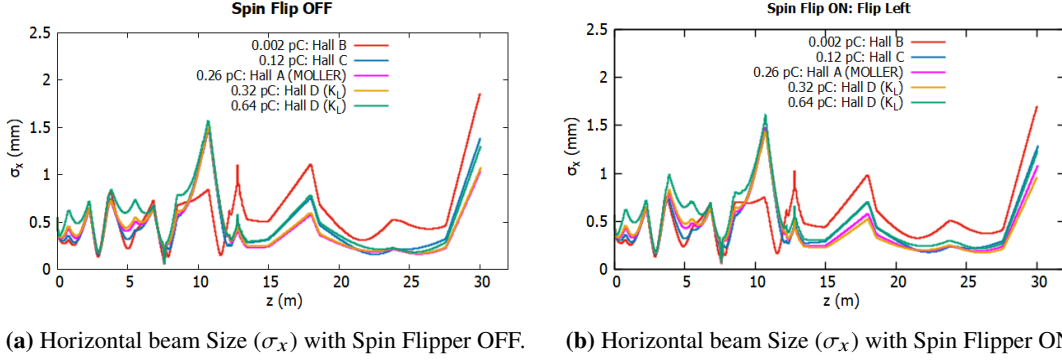 Spin Flip OFF
2.5
2
1.5
1
0.5
0
σx (mm)
0 5 10 15 20 25 30
z (m)
0.002 pC: Hall B
0.12 pC: Hall C
0.26 pC: Hall A (MOLLER)
0.32 pC: Hall D (KL)
0.64 pC: Hall D (KL)
(a) Horizontal beam Size (σx) with Spin Flipper OFF.
Spin Flip ON: Flip Left
2.5
2
1.5
1
0.5
0
σx (mm)
0 5 10 15 20 25 30
z (m)
0.002 pC: Hall B
0.12 pC: Hall C
0.26 pC: Hall A (MOLLER)
0.32 pC: Hall D (KL)
0.64 pC: Hall D (KL)
(b) Horizontal beam Size (σx) with Spin Flipper ON